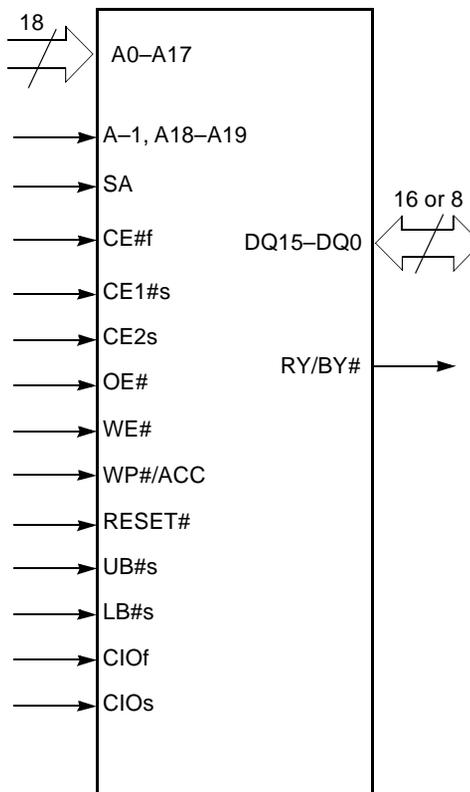 18
A0–A17
A–1, A18–A19
SA
16 or 8
CE#f
DQ15–DQ0
CE1#s
CE2s
RY/BY#
OE#
WE#
WP#/ACC
RESET#
UB#s
LB#s
CIOf
CIOs